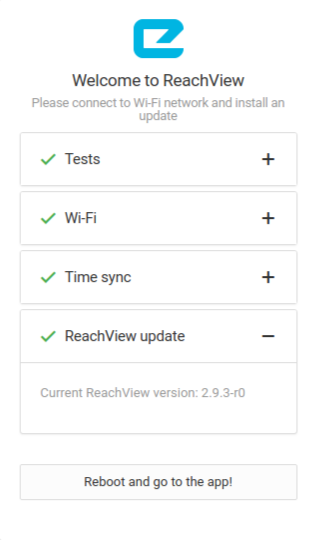 Welcome to ReachView
Please connect to Wi-Fi network and install an
update
Tests
Wi-Fi
Time sync
ReachView update
Current ReachView version: 2.9.3-r0
Reboot and go to the app!